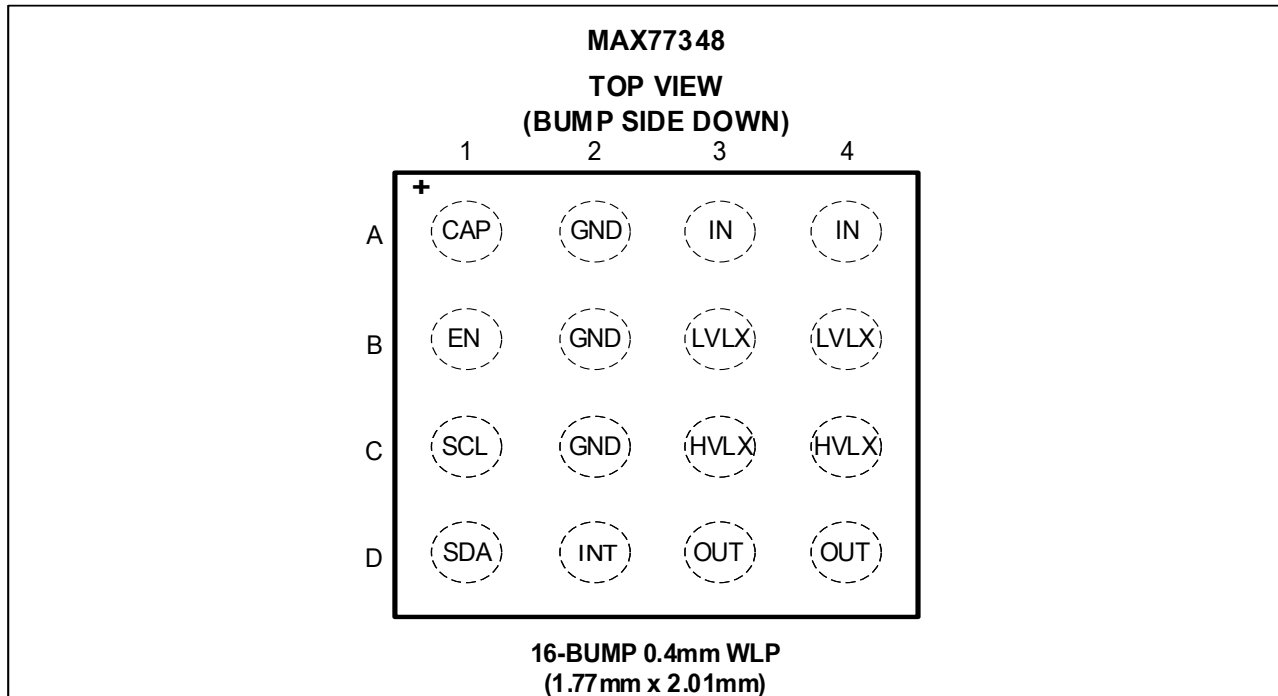 MAX77348
TOP VIEW
(BUMP SIDE DOWN)
1 2 3 4
+
A CAP GND IN IN
B EN GND LVLX LVLX
C SCL GND HVLX HVLX
D SDA INT OUT OUT
16-BUMP 0.4mm WLP
(1.77mm x 2.01mm)